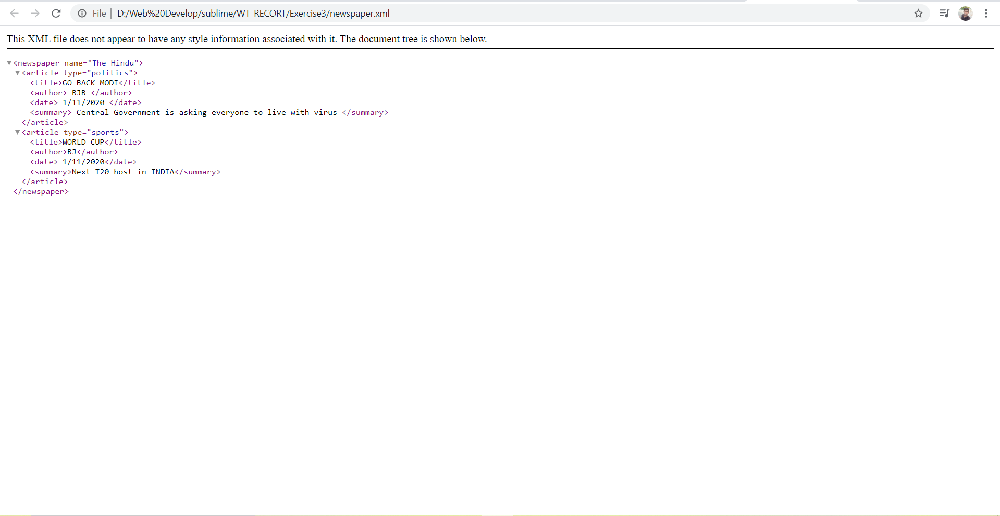 File | D:/Web%20Develop/sublime/WT_RECORT/Exercise3/newspaper.xml
This XML file does not appear to have any style information associated with it. The document tree is shown below.
▼<newspaper name="The Hindu">
▼<article type="politics">
<title>GO BACK MODI</title>
<author> RJB </author>
<date> 1/11/2020 </date>
<summary> Central Government is asking everyone to live with virus </summary>
</article>
▼<article type="sports">
<title>WORLD CUP</title>
<author>RJ</author>
<date> 1/11/2020</date>
<summary>Next T20 host in INDIA</summary>
</article>
</newspaper>